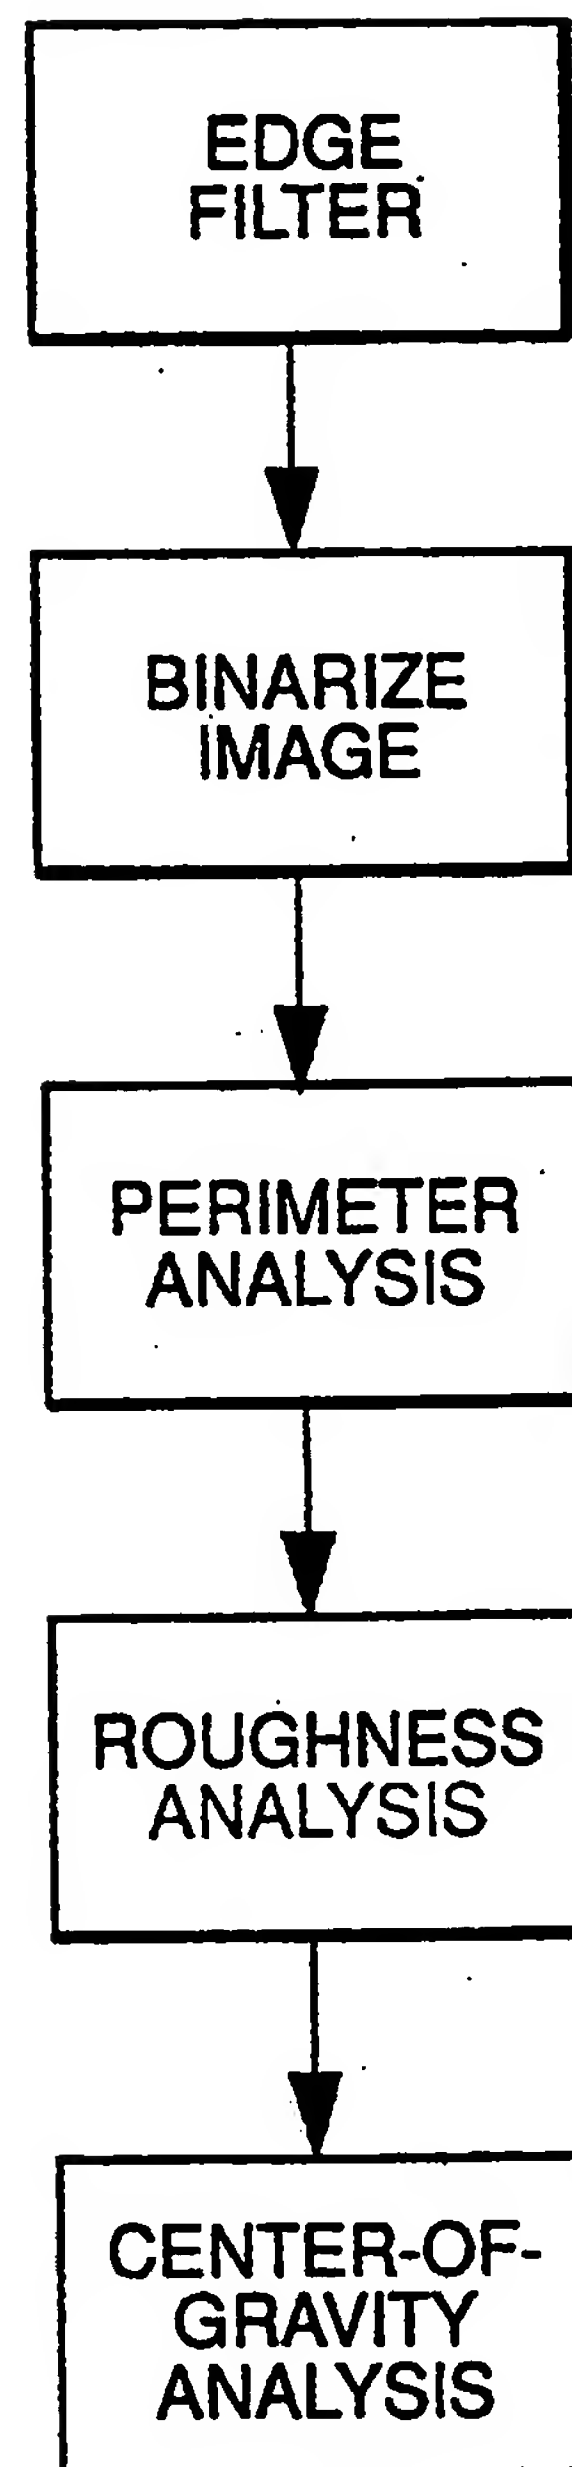 EDGE
FILTER
BINARIZE
IMAGE
PERIMETER
ANALYSIS
ROUGHNESS
ANALYSIS
CENTER-OF-
GRAVITY
ANALYSIS